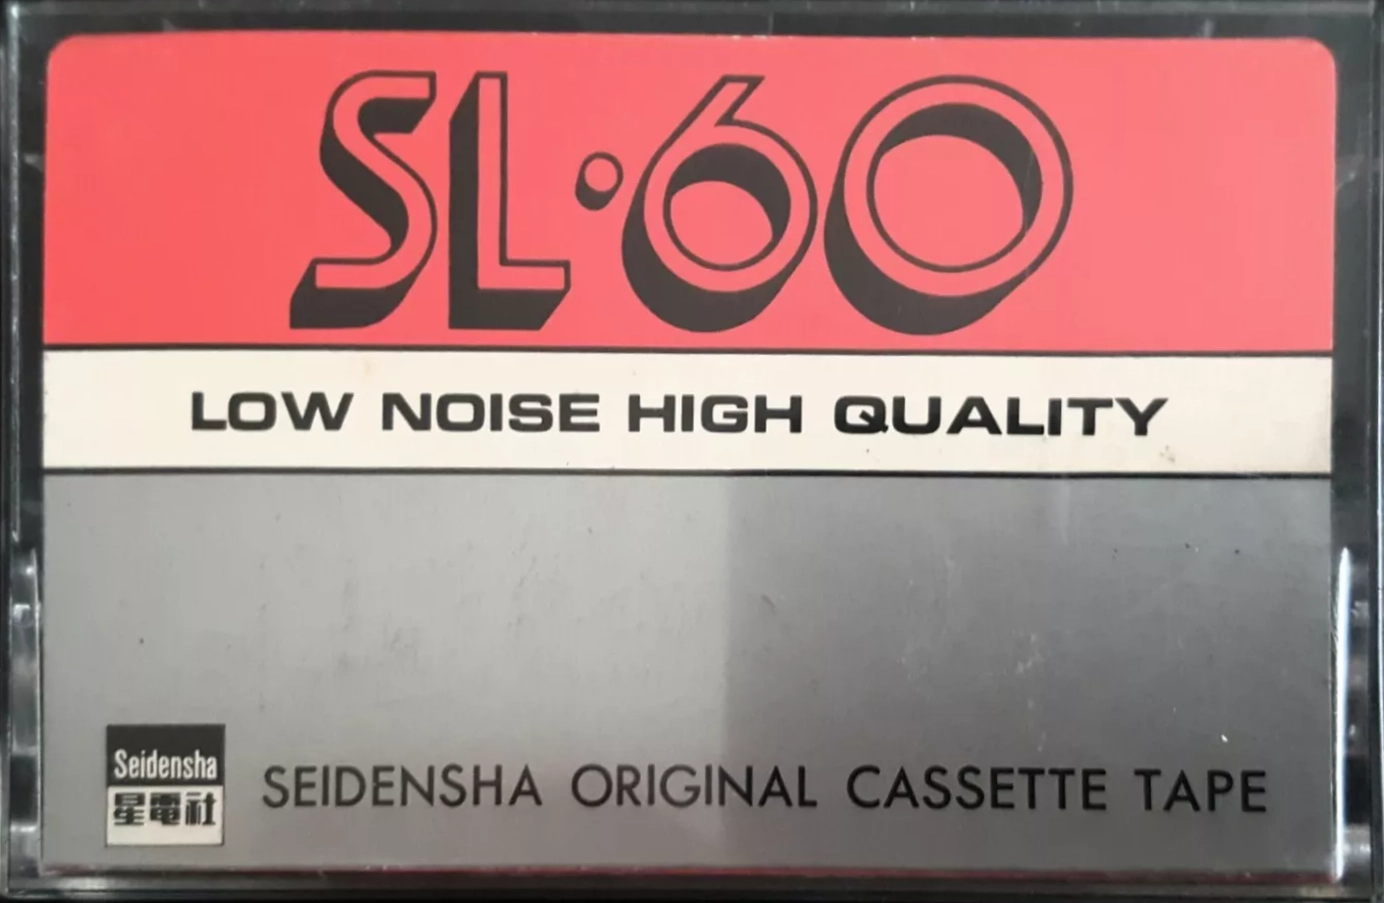 SL·60
LOW NOISE HIGH QUALITY
Seidensha
星電社
SEIDENSHA ORIGINAL CASSETTE TAPE